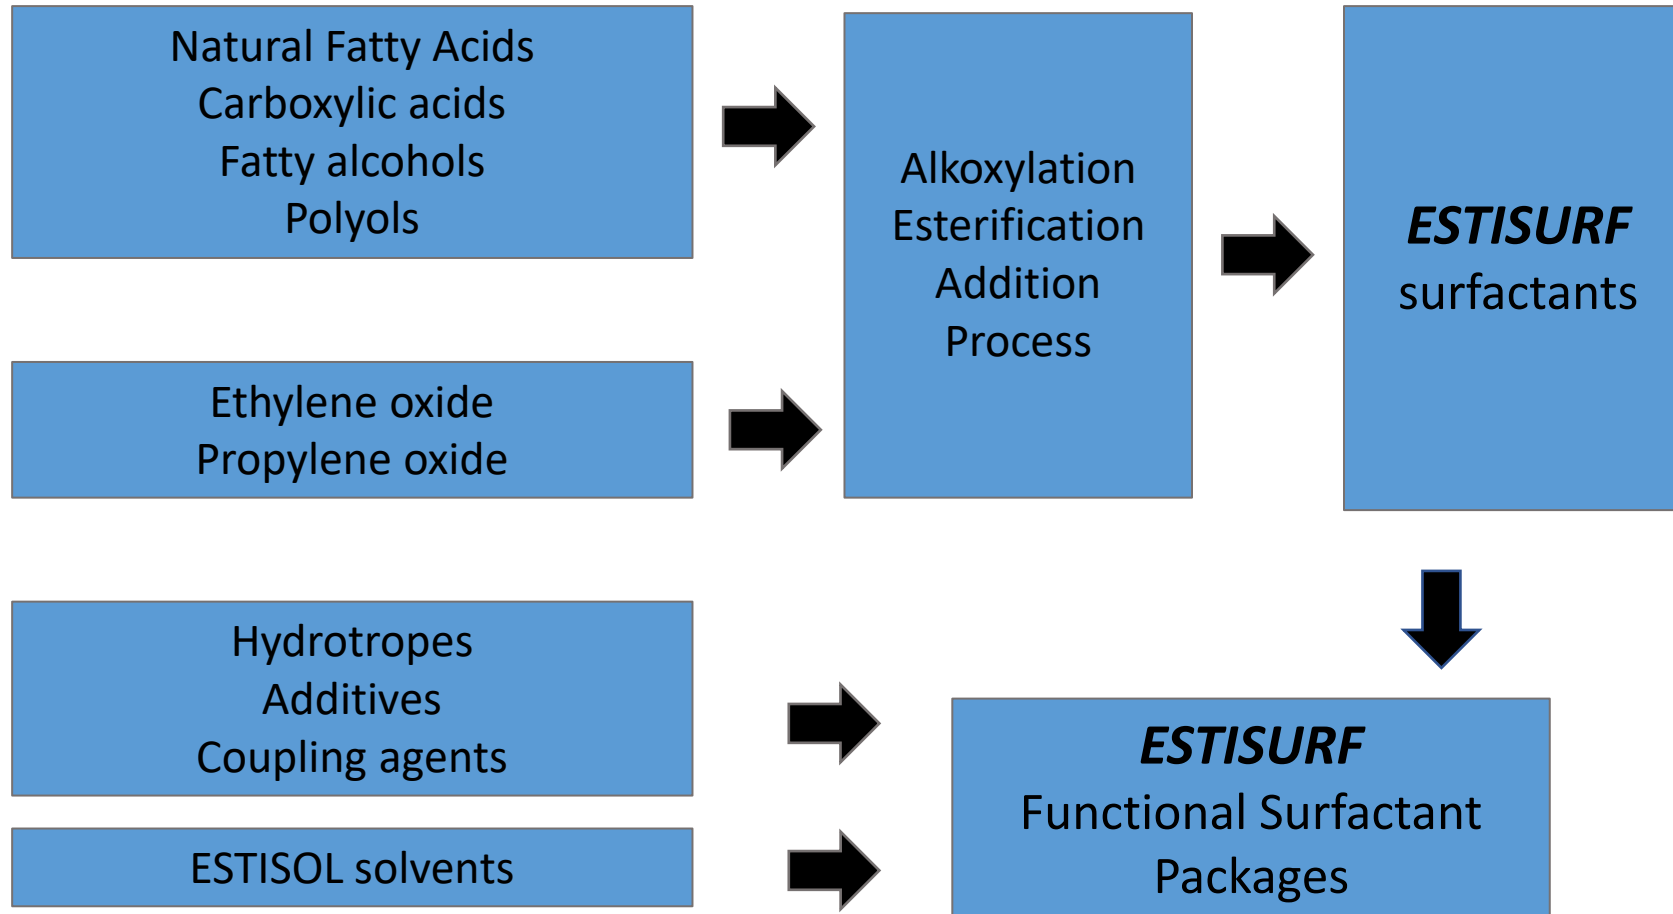 Natural Fatty Acids
Carboxylic acids
Fatty alcohols
Polyols
Ethylene oxide
Propylene oxide
Alkoxylation
Esterification
Addition
Process
ESTISURF
surfactants
Hydrotropes
Additives
Coupling agents
ESTISOL solvents
ESTISURF
Functional Surfactant
Packages